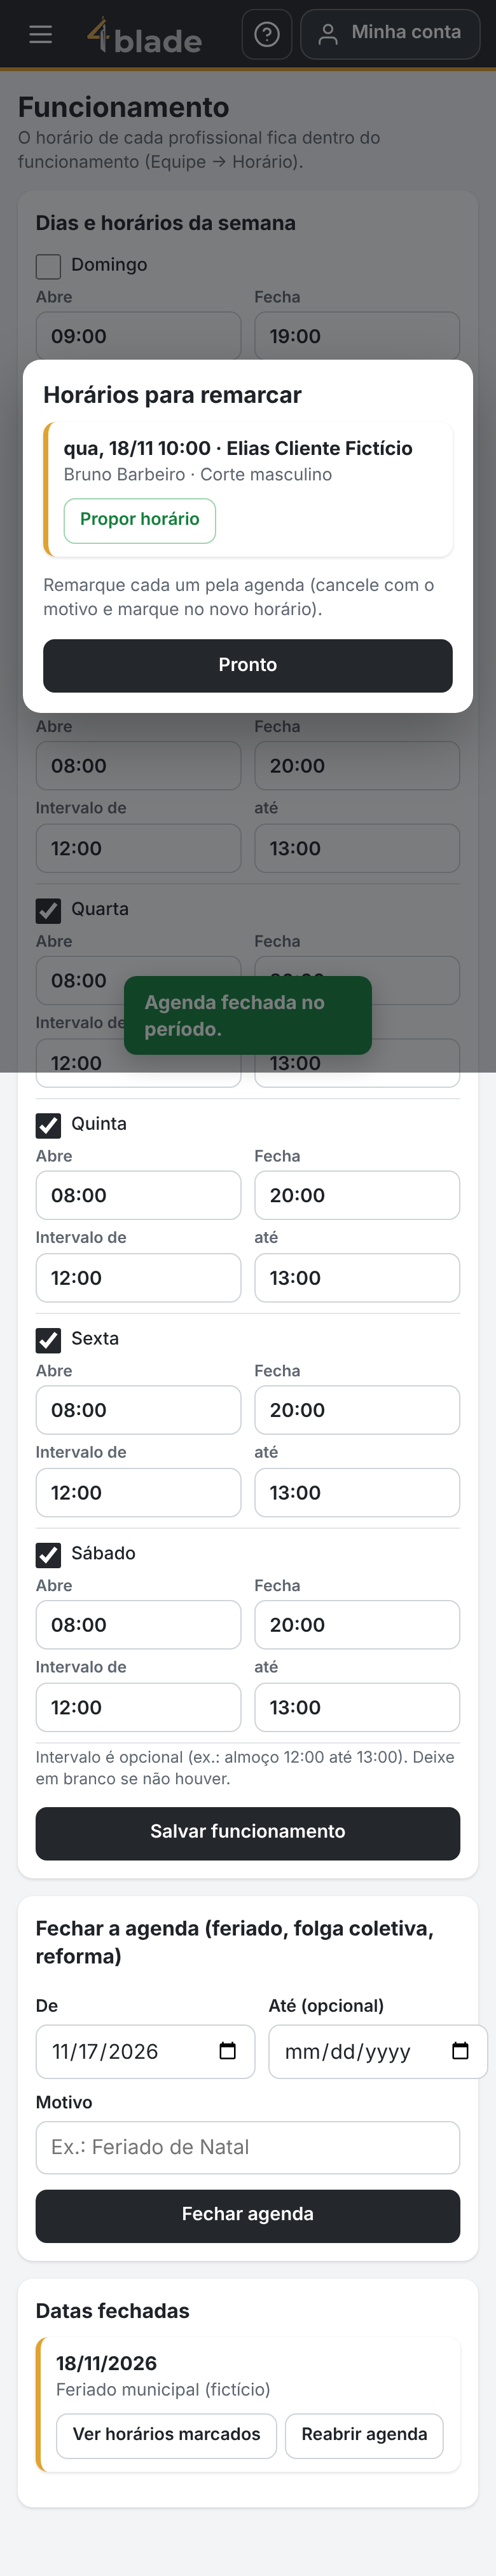 4blade
Minha conta
Funcionamento
O horário de cada profissional fica dentro do
funcionamento (Equipe → Horário).
Dias e horários da semana
Domingo
Abre
Fecha
09:00
19:00
Horários para remarcar
qua, 18/11 10:00 · Elias Cliente Fictício
Bruno Barbeiro · Corte masculino
Propor horário
Remarque cada um pela agenda (cancele com o
motivo e marque no novo horário).
Pronto
Abre
Fecha
08:00
20:00
Intervalo de
até
12:00
13:00
Quarta
Abre
Fecha
08:00
Agenda fechada no
período.
Intervalo de
12:00
13:00
Quinta
Abre
Fecha
08:00
20:00
Intervalo de
até
12:00
13:00
Sexta
Abre
Fecha
08:00
20:00
Intervalo de
até
12:00
13:00
Sábado
Abre
Fecha
08:00
20:00
Intervalo de
até
12:00
13:00
Intervalo é opcional (ex.: almoço 12:00 até 13:00). Deixe
em branco se não houver.
Salvar funcionamento
Fechar a agenda (feriado, folga coletiva,
reforma)
De
Até (opcional)
11/17/2026
mm/dd/yyyy
Motivo
Ex.: Feriado de Natal
Fechar agenda
Datas fechadas
18/11/2026
Feriado municipal (fictício)
Ver horários marcados
Reabrir agenda